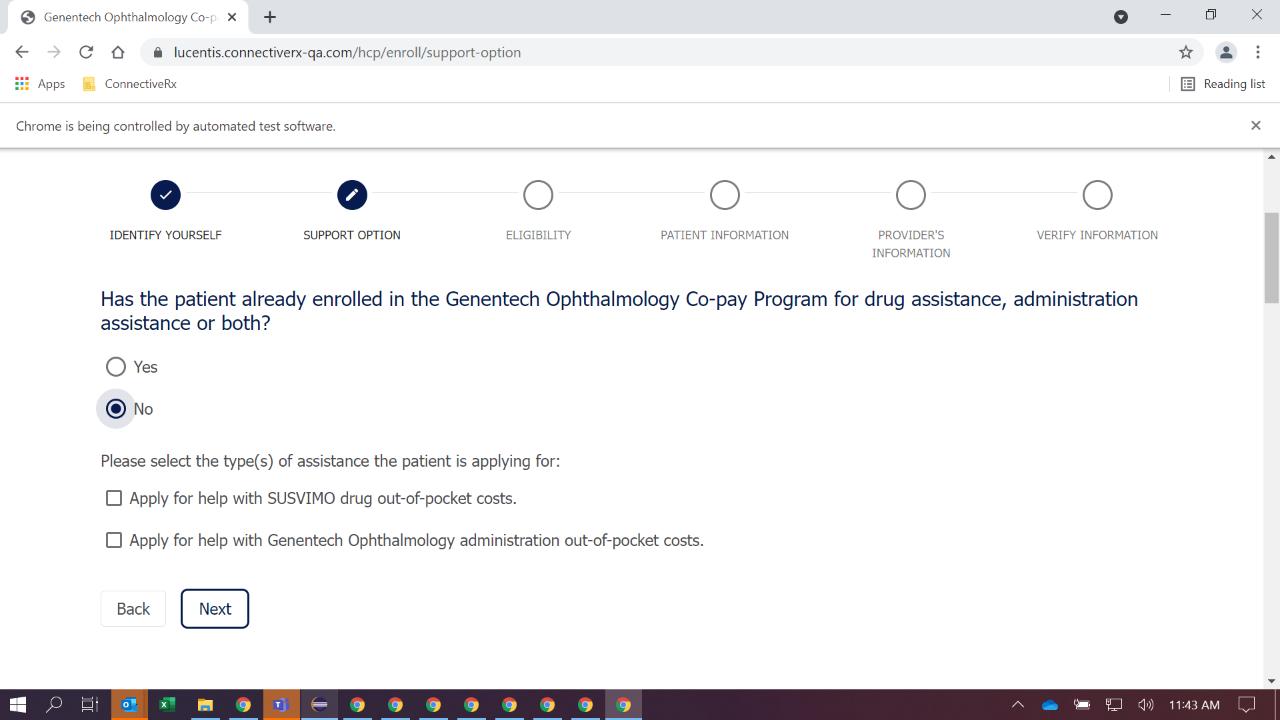 Genentech Ophthalmology Co-p
lucentis.connectiverx-qa.com/hcp/enroll/support-option
Apps
ConnectiveRx
Reading list
Chrome is being controlled by automated test software.
IDENTIFY YOURSELF
SUPPORT OPTION
ELIGIBILITY
PATIENT INFORMATION
PROVIDER'S
INFORMATION
VERIFY INFORMATION
Has the patient already enrolled in the Genentech Ophthalmology Co-pay Program for drug assistance, administration
assistance or both?
Yes
No
Please select the type(s) of assistance the patient is applying for:
Apply for help with SUSVIMO drug out-of-pocket costs.
Apply for help with Genentech Ophthalmology administration out-of-pocket costs.
Back
Next
11:43 AM